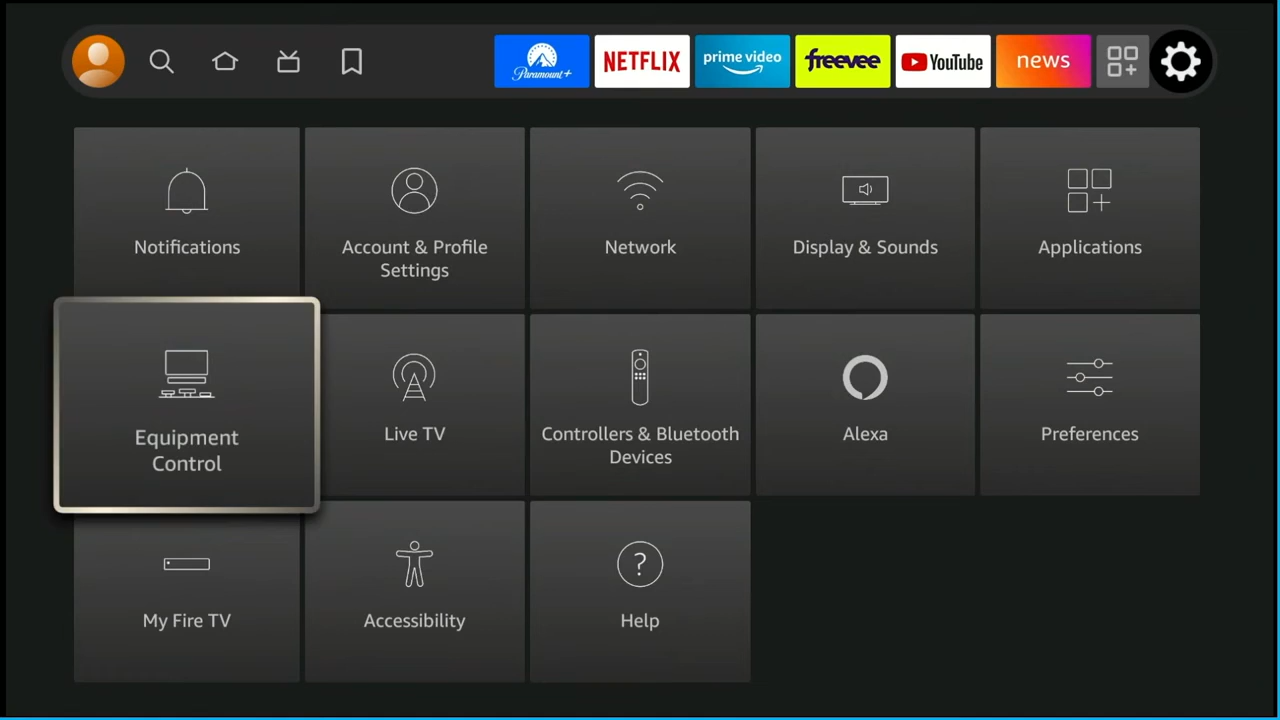 Paramount+
NETFLIX
prime video
freevee
YouTube
news
Notifications
Account & Profile
Settings
Network
Display & Sounds
Applications
Equipment
Control
Live TV
Controllers & Bluetooth
Devices
Alexa
Preferences
My Fire TV
Accessibility
?
Help